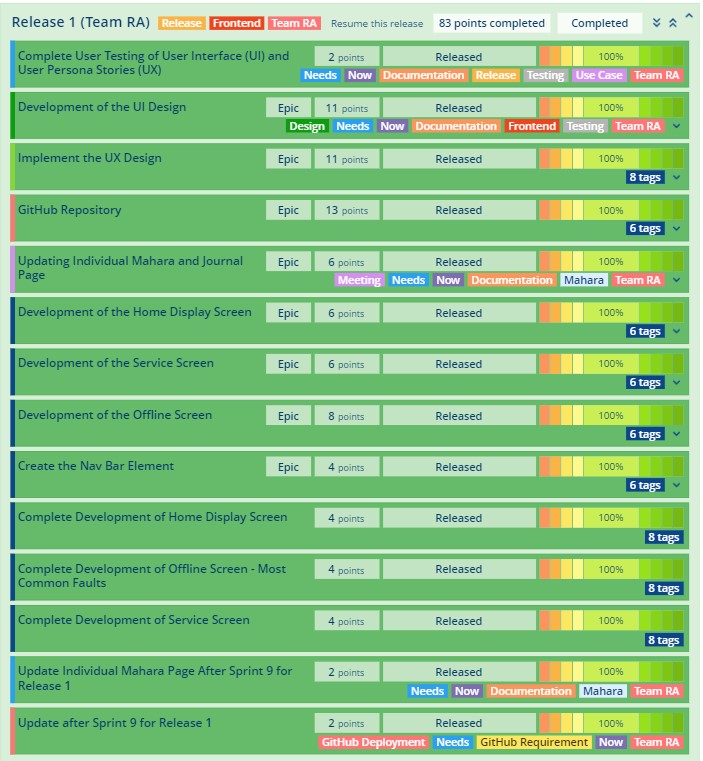 Release 1 (Team RA) Release Frontend Team RA Resume this release 83 points completed Completed
Complete User Testing of User Interface (UI) and 2 points Released 100%
User Persona Stories (UX)
Needs Now Documentation Release Testing Use Case Team RA
Development of the UI Design Epic 11 points Released 100%
Design Needs Now Documentation Frontend Testing Team RA
Implement the UX Design Epic 11 points Released 100%
8 tags
GitHub Repository Epic 13 points Released 100%
6 tags
Updating Individual Mahara and Journal Epic 6 points Released 100%
Page
Meeting Needs Now Documentation Mahara Team RA
Development of the Home Display Screen Epic 6 points Released 100%
6 tags
Development of the Service Screen Epic 6 points Released 100%
6 tags
Development of the Offline Screen Epic 8 points Released 100%
6 tags
Create the Nav Bar Element Epic 4 points Released 100%
6 tags
Complete Development of Home Display Screen 4 points Released 100%
8 tags
Complete Development of Offline Screen - Most 4 points Released 100%
Common Faults
8 tags
Complete Development of Service Screen 4 points Released 100%
8 tags
Update Individual Mahara Page After Sprint 9 for 2 points Released 100%
Release 1
Needs Now Documentation Mahara Team RA
Update after Sprint 9 for Release 1 2 points Released 100%
GitHub Deployment Needs GitHub Requirement Now Team RA